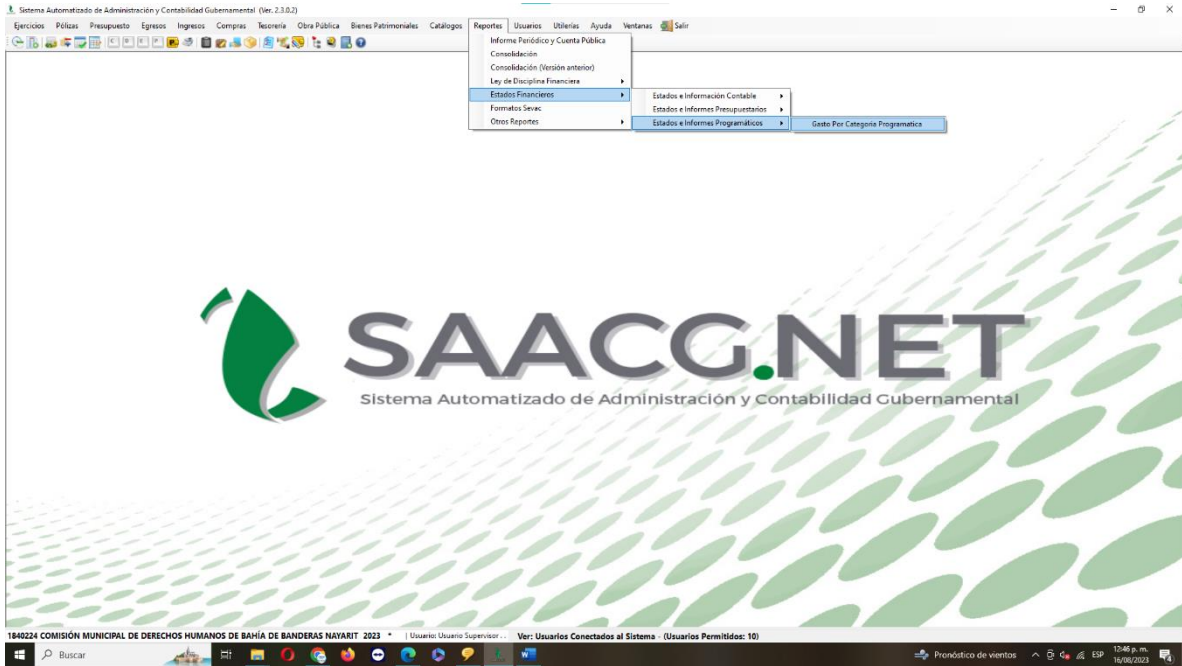 Sistema Automatizado de Administración y Contabilidad Gubernamental (Ver. 2.3.0.2)
Ejercicios Pólizas Presupuesto Egresos Ingresos Compras Tesorería Obra Pública Bienes Patrimoniales Catálogos Reportes Usuarios Utilerías Ayuda Ventanas Salir
Informe Periódico y Cuenta Pública
Consolidación
Consolidación (Versión anterior)
Ley de Disciplina Financiera
Estados Financieros
Formatos Sevac
Otros Reportes
Estados e Información Contable
Estados e Informes Presupuestarios
Estados e Informes Programáticos
Gasto Por Categoria Programatica
SAACG.NET
Sistema Automatizado de Administración y Contabilidad Gubernamental
1840224 COMISIÓN MUNICIPAL DE DERECHOS HUMANOS DE BAHÍA DE BANDERAS NAYARIT 2023 * | Usuario: Usuario Supervisor . . Ver: Usuarios Conectados al Sistema - (Usuarios Permitidos: 10)
Buscar
Pronóstico de vientos
ESP
12:46 p. m.
16/08/2023